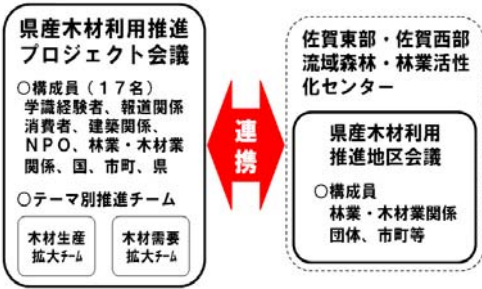 県産木材利用推進
プロジェクト会議
○構成員（１７名）
学識経験者、報道関係
消費者、建築関係、
ＮＰＯ、林業・木材業
関係、国、市町、県
○テーマ別推進チーム
木材生産
拡大ﾁｰﾑ
木材需要
拡大ﾁｰﾑ
連
携
佐賀東部・佐賀西部
流域森林・林業活性
化センター
県産木材利用
推進地区会議
○構成員
林業・木材業関係
団体、市町等